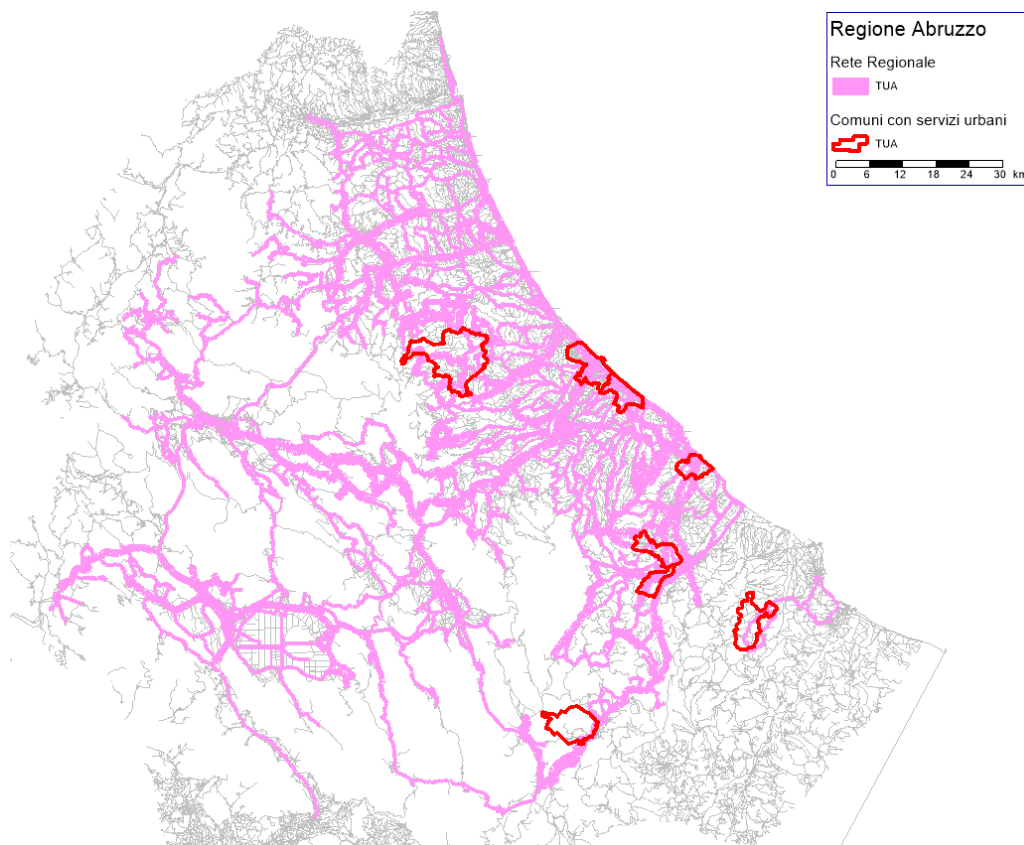 Regione Abruzzo
Rete Regionale
TUA
Comuni con servizi urbani
TUA
0 6 12 18 24 30 km